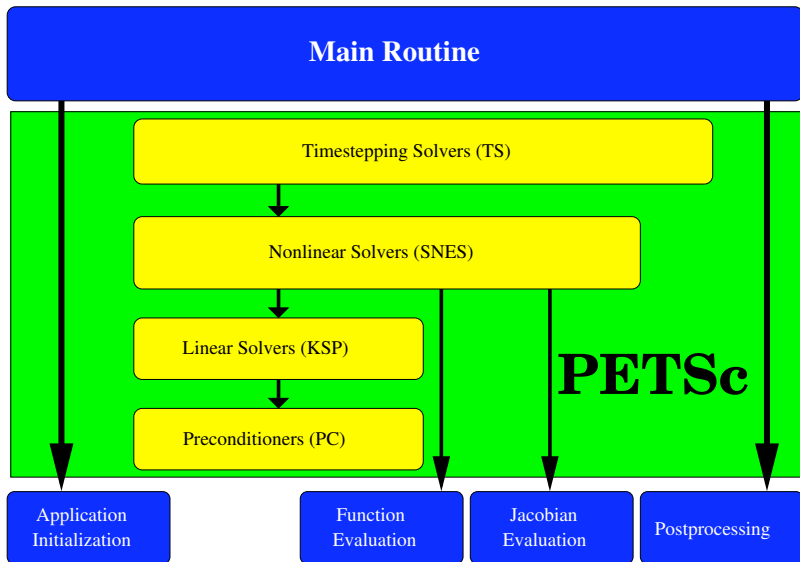 Main Routine
Timestepping Solvers (TS)
Nonlinear Solvers (SNES)
Linear Solvers (KSP)
PETSc
Preconditioners (PC)
Application
Initialization
Function
Evaluation
Jacobian
Evaluation
Postprocessing